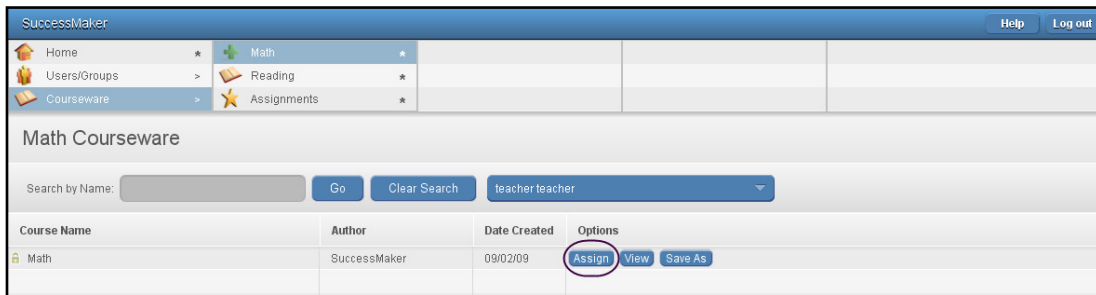 SuccessMaker Help Log out
Home * Math *
Users/Groups > Reading *
Courseware > Assignments *
Math Courseware
Search by Name: Go Clear Search teacher teacher
Course Name Author Date Created Options
Math SuccessMaker 09/02/09 Assign View Save As